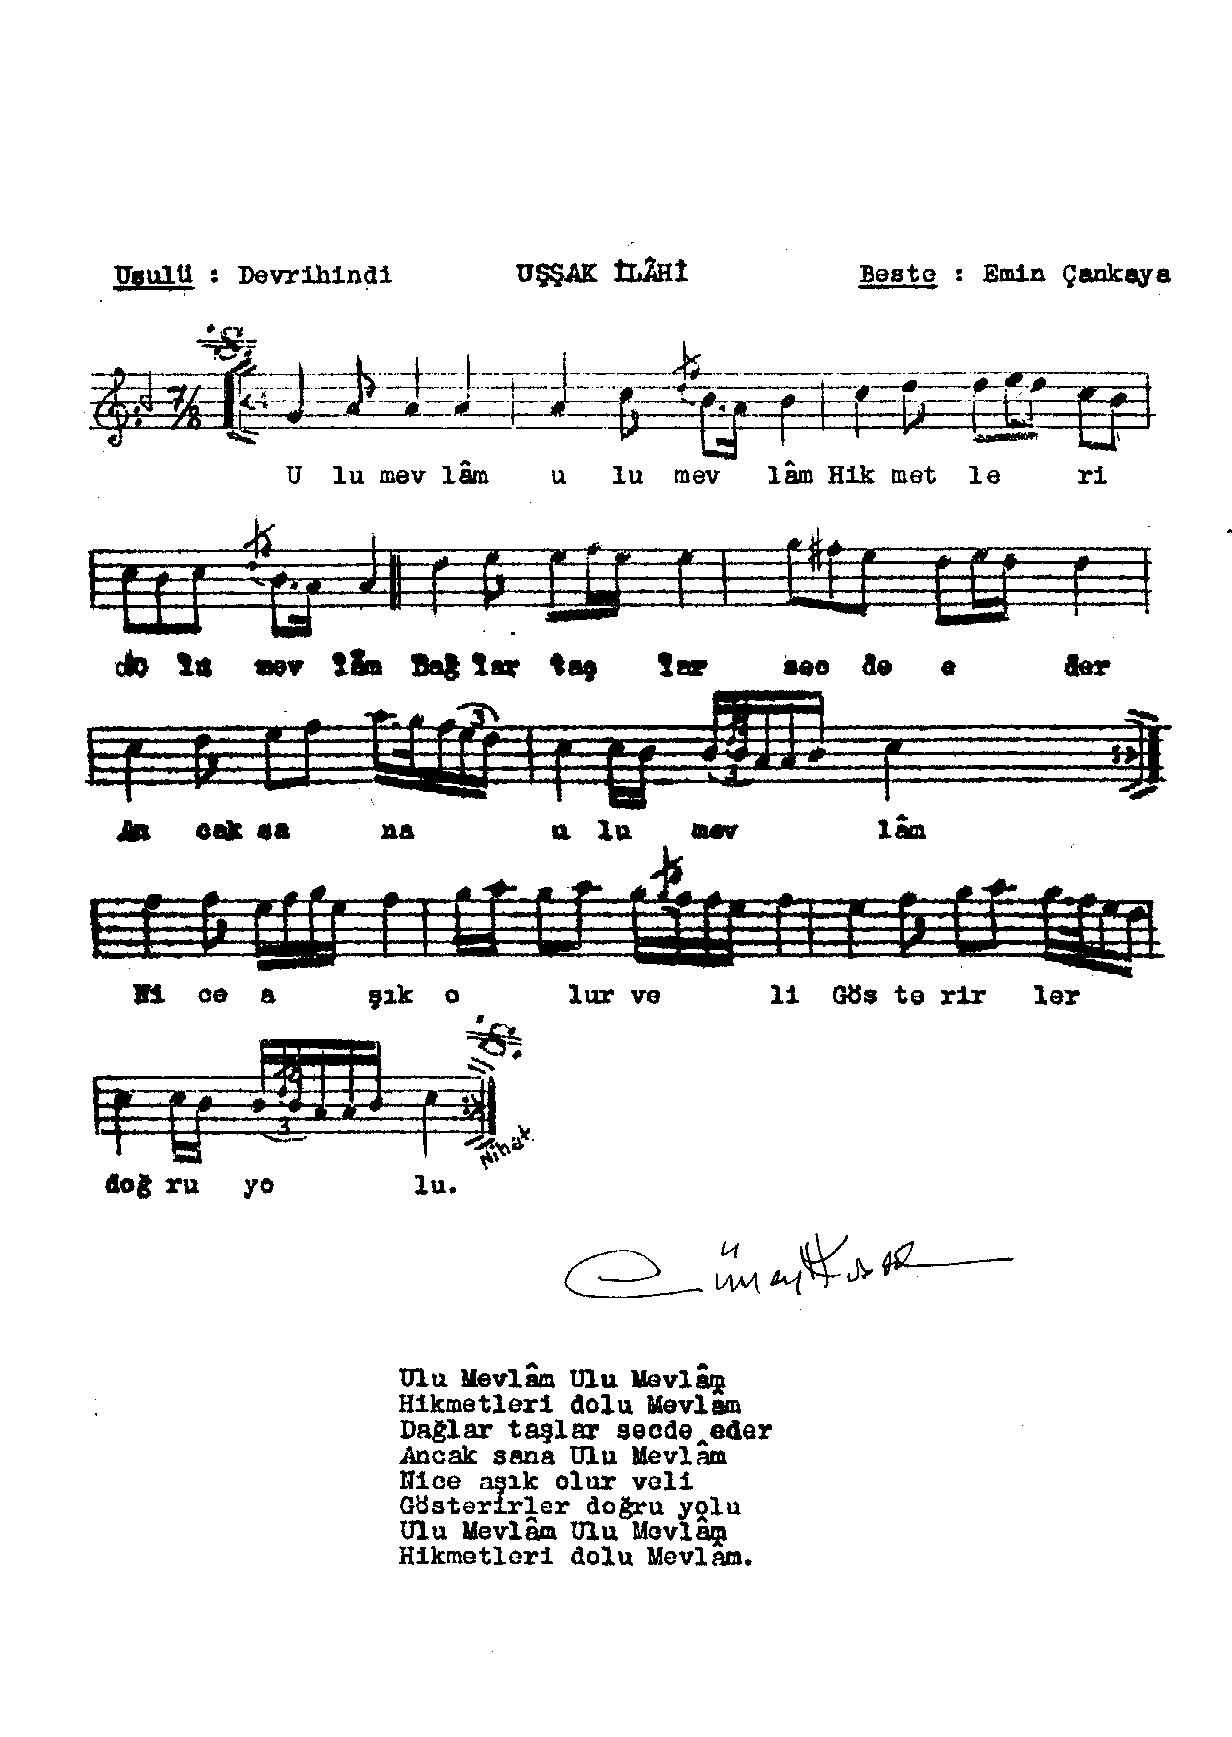 Usulü : Devrihindi UŞŞAK İLÂHİ Beste : Emin Çankaya
7/8
U lu mev lâm u lu mev lâm Hik met le ri
do lu mev lâm Dağ lar taş lar sec de e der
3
An cak sa na u lu mev lâm
3
Ni ce a şık o lur ve li Gös te rir ler
3
doğ ru yo lu.
Nihat
Ulu Mevlâm Ulu Mevlâm
Hikmetleri dolu Mevlâm
Dağlar taşlar secde eder
Ancak sana Ulu Mevlâm
Nice aşık olur veli
Gösterirler doğru yolu
Ulu Mevlâm Ulu Mevlâm
Hikmetleri dolu Mevlâm.